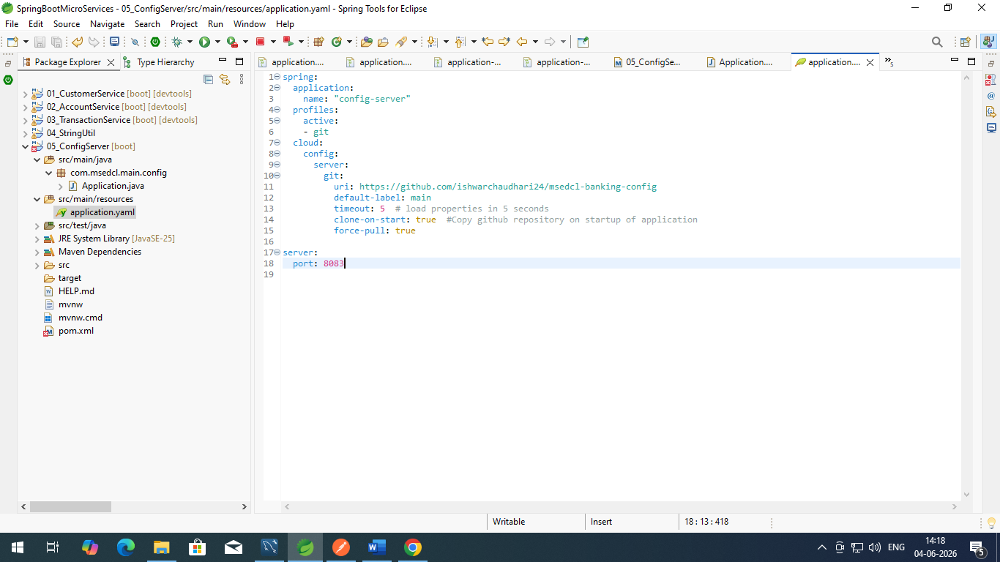 SpringBootMicroServices - 05_ConfigServer/src/main/resources/application.yaml - Spring Tools for Eclipse
File Edit Source Navigate Search Project Run Window Help
Package Explorer
Type Hierarchy
application....
application....
application-...
application-...
05_ConfigSe...
Application....
application....
»5
01_CustomerService [boot] [devtools]
02_AccountService [boot] [devtools]
03_TransactionService [boot] [devtools]
04_StringUtil
05_ConfigServer [boot]
src/main/java
com.msedcl.main.config
Application.java
src/main/resources
application.yaml
src/test/java
JRE System Library [JavaSE-25]
Maven Dependencies
src
target
HELP.md
mvnw
mvnw.cmd
pom.xml
1 spring:
2   application:
3     name: "config-server"
4   profiles:
5     active:
6     - git
7   cloud:
8     config:
9       server:
10         git:
11           uri: https://github.com/ishwarchaudhari24/msedcl-banking-config
12           default-label: main
13           timeout: 5  # load properties in 5 seconds
14           clone-on-start: true  #Copy github repository on startup of application
15           force-pull: true
16
17 server:
18   port: 8083
19
Writable
Insert
18 : 13 : 418
ENG
14:18
04-06-2026
5